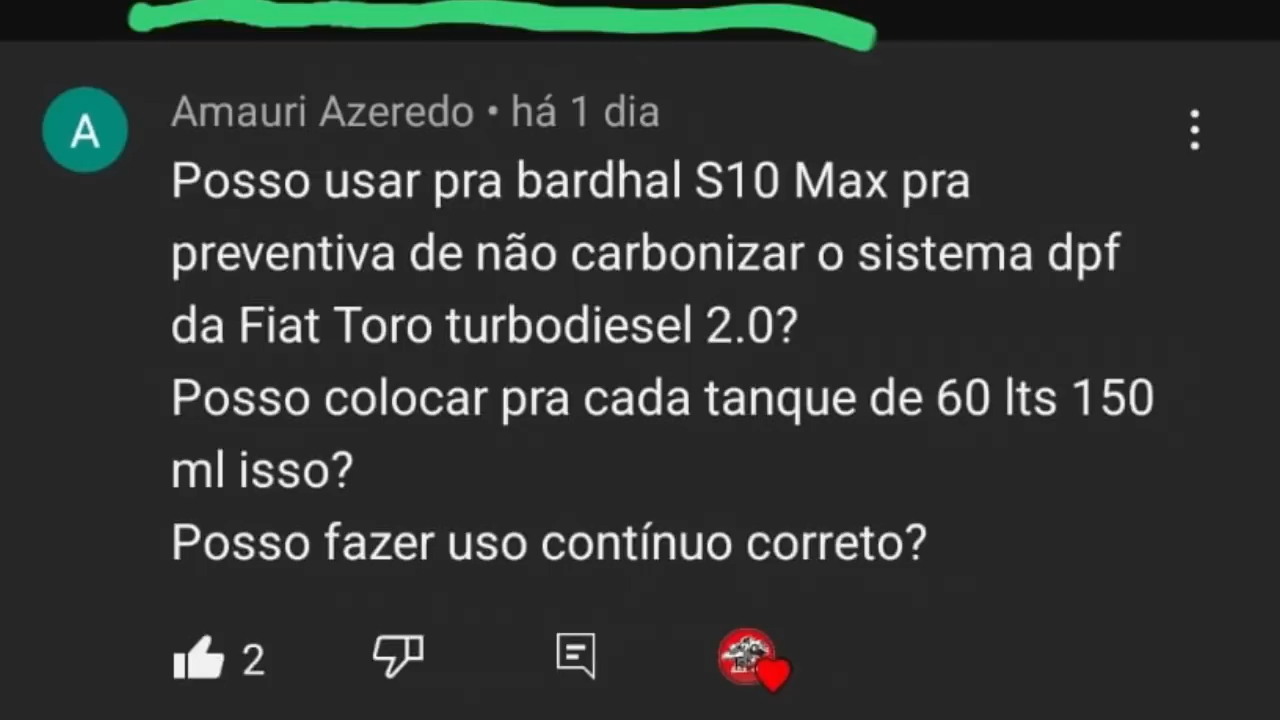 A
Amauri Azeredo • há 1 dia
Posso usar pra bardhal S10 Max pra
preventiva de não carbonizar o sistema dpf
da Fiat Toro turbodiesel 2.0?
Posso colocar pra cada tanque de 60 lts 150
ml isso?
Posso fazer uso contínuo correto?
2